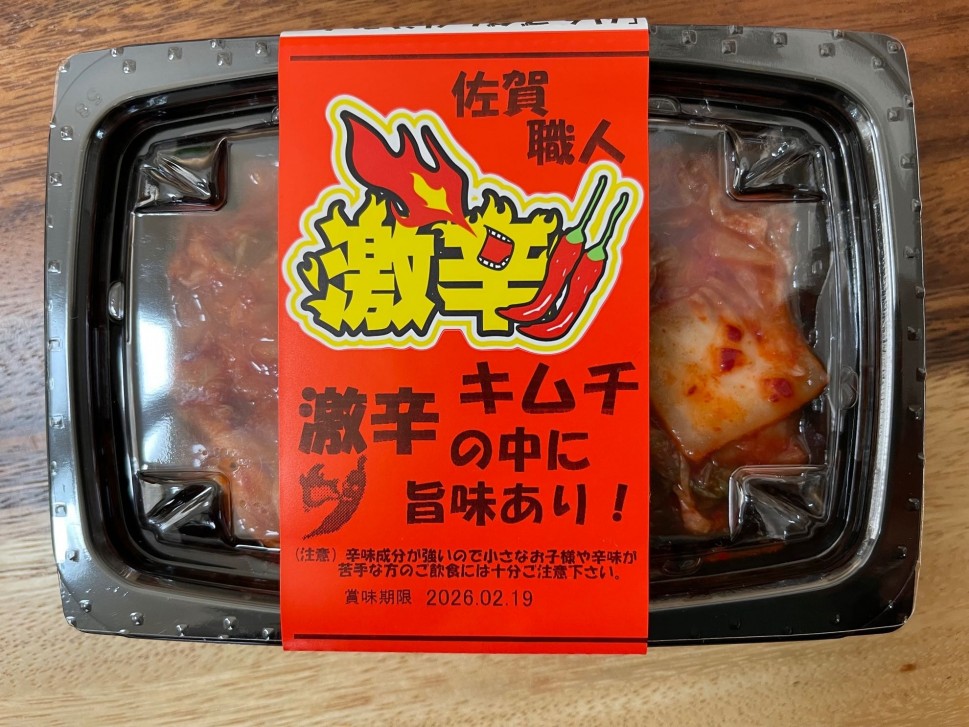 佐賀
職人
激辛
激辛キムチ
の中に
旨味あり！
（注意）辛味成分が強いので小さなお子様や辛味が
苦手な方のご飲食には十分ご注意下さい。
賞味期限 2026.02.19